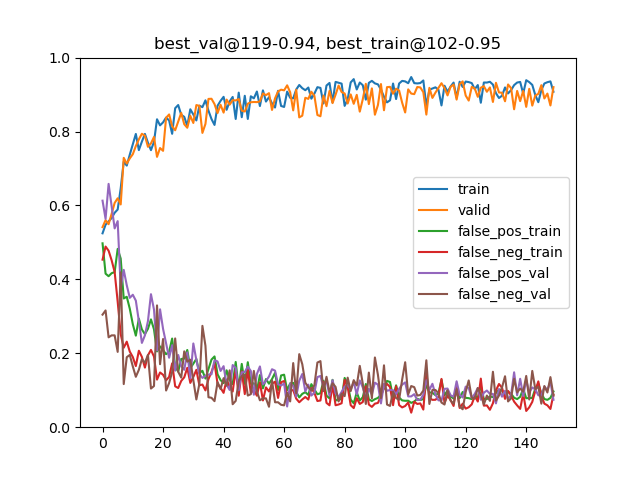 best_val@119-0.94, best_train@102-0.95
1.0
0.8
0.6
0.4
0.2
0.0
train
valid
false_pos_train
false_neg_train
false_pos_val
false_neg_val
0 20 40 60 80 100 120 140